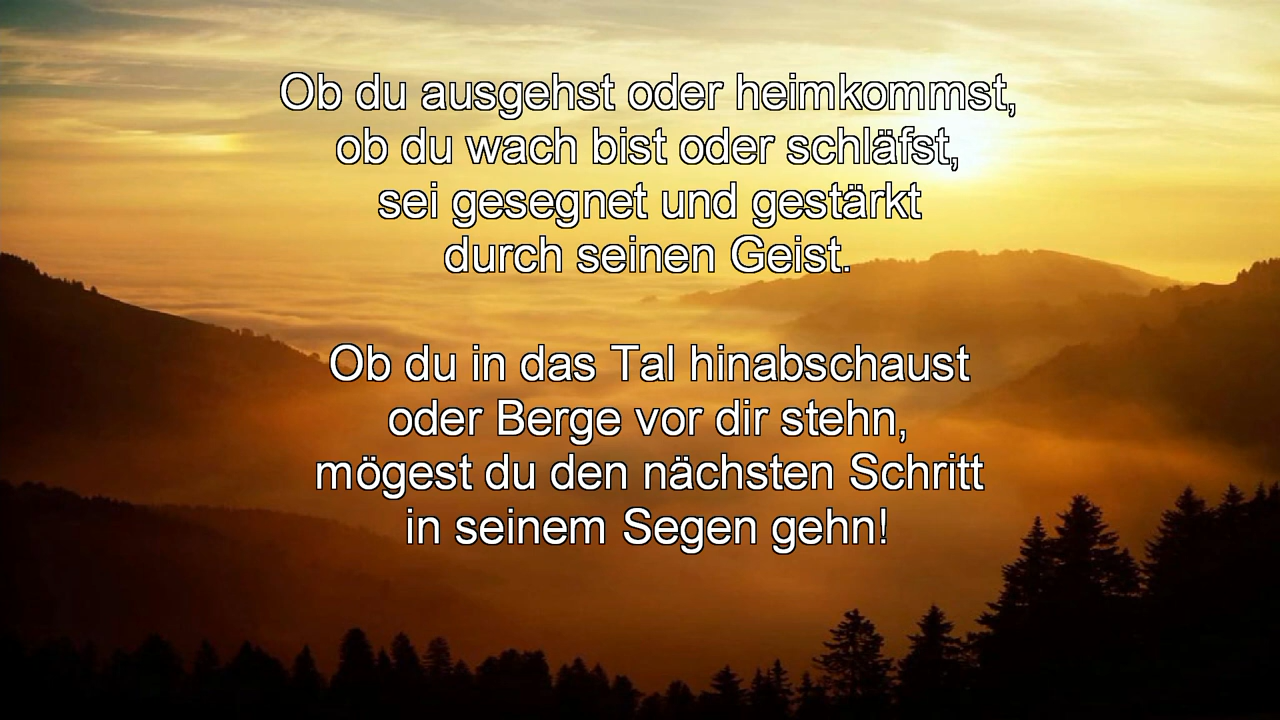 Ob du ausgehst oder heimkommst,
ob du wach bist oder schläfst,
sei gesegnet und gestärkt
durch seinen Geist.
Ob du in das Tal hinabschaust
oder Berge vor dir stehn,
mögest du den nächsten Schritt
in seinem Segen gehn!